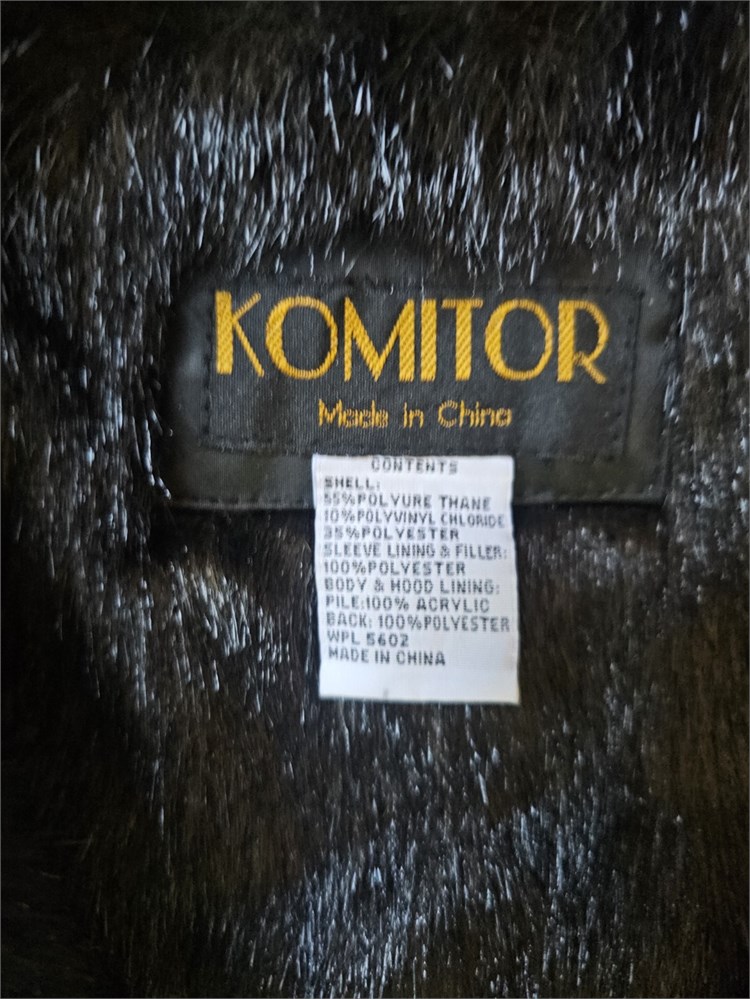 KOMITOR
Made in China
CONTENTS
SHELL:
55%POLYURE THANE
10%POLYVINYL CHLORIDE
35%POLYESTER
SLEEVE LINING & FILLER:
100%POLYESTER
BODY & HOOD LINING:
PILE:100% ACRYLIC
BACK: 100%POLYESTER
WPL 5602
MADE IN CHINA